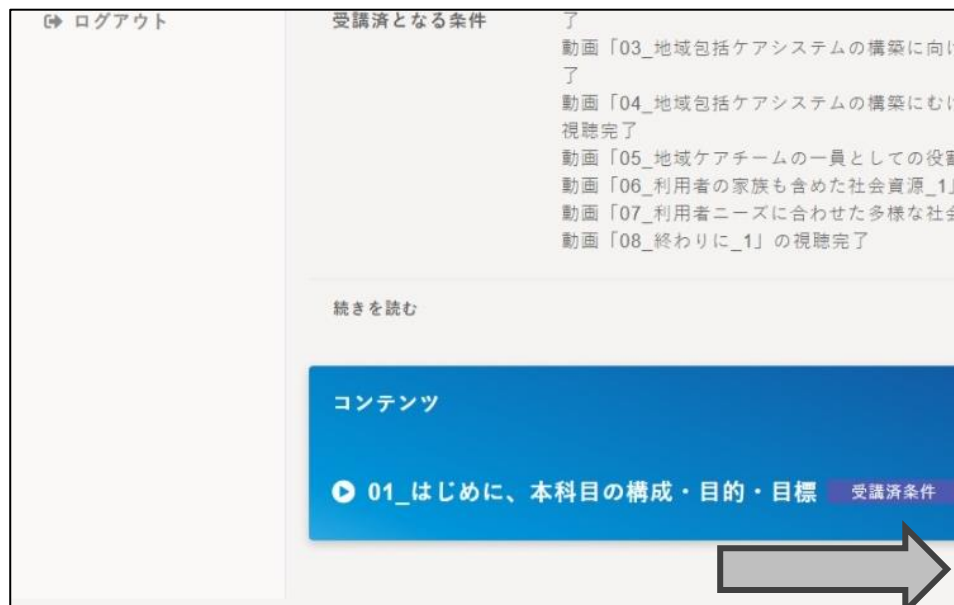 ログアウト
受講済となる条件
了
動画「03_地域包括ケアシステムの構築に向け
了
動画「04_地域包括ケアシステムの構築にむけ
視聴完了
動画「05_地域ケアチームの一員としての役割
動画「06_利用者の家族も含めた社会資源_1」
動画「07_利用者ニーズに合わせた多様な社会
動画「08_終わりに_1」の視聴完了
続きを読む
コンテンツ
01_はじめに、本科目の構成・目的・目標 受講済条件